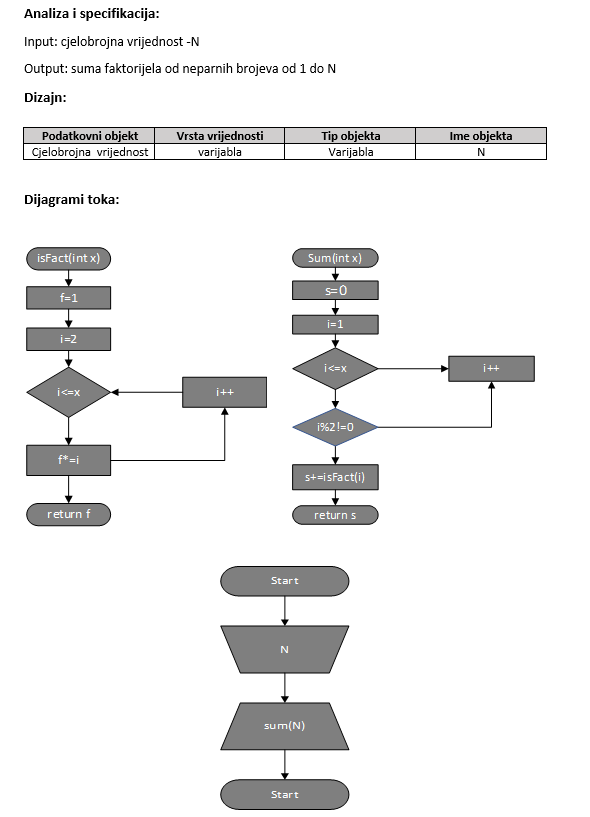 Analiza i specifikacija:
Input: cjelobrojna vrijednost -N
Output: suma faktorijela od neparnih brojeva od 1 do N
Dizajn:
Podatkovni objekt Vrsta vrijednosti Tip objekta Ime objekta
Cjelobrojna vrijednost varijabla Varijabla N
Dijagrami toka:
isFact(int x)
f=1
i=2
i<=x
i++
f*=i
return f
Sum(int x)
s=0
i=1
i<=x
i++
i%2!=0
s+=isFact(i)
return s
Start
N
sum(N)
Start